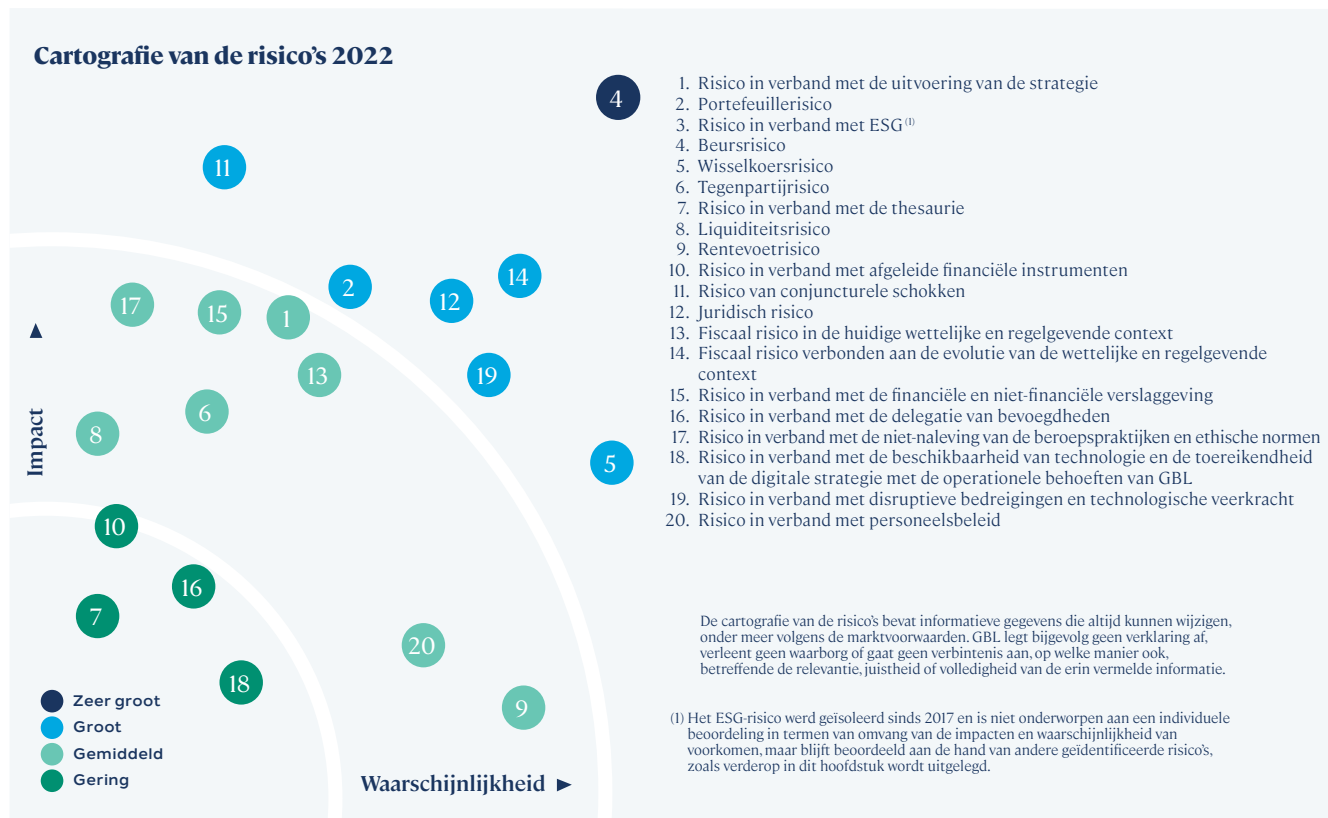 Cartografie van de risico's 2022
4
11
2
14
12
17
15
1
13
19
6
8
5
10
16
7
18
20
9
Impact
Waarschijnlijkheid
Zeer groot
Groot
Gemiddeld
Gering
1. Risico in verband met de uitvoering van de strategie
2. Portefeuillerisico
3. Risico in verband met ESG(1)
4. Beursrisico
5. Wisselkoersrisico
6. Tegenpartijrisico
7. Risico in verband met de thesaurie
8. Liquiditeitsrisico
9. Rentevoetrisico
10. Risico in verband met afgeleide financiële instrumenten
11. Risico van conjuncturele schokken
12. Juridisch risico
13. Fiscaal risico in de huidige wettelijke en regelgevende context
14. Fiscaal risico verbonden aan de evolutie van de wettelijke en regelgevende
context
15. Risico in verband met de financiële en niet-financiële verslaggeving
16. Risico in verband met de delegatie van bevoegdheden
17. Risico in verband met de niet-naleving van de beroepspraktijken en ethische normen
18. Risico in verband met de beschikbaarheid van technologie en de toereikendheid
van de digitale strategie met de operationele behoeften van GBL
19. Risico in verband met disruptieve bedreigingen en technologische veerkracht
20. Risico in verband met personeelsbeleid
De cartografie van de risico's bevat informatieve gegevens die altijd kunnen wijzigen,
onder meer volgens de marktvoorwaarden. GBL legt bijgevolg geen verklaring af,
verleent geen waarborg of gaat geen verbintenis aan, op welke manier ook,
betreffende de relevantie, juistheid of volledigheid van de erin vermelde informatie.
(1) Het ESG-risico werd geïsoleerd sinds 2017 en is niet onderworpen aan een individuele
beoordeling in termen van omvang van de impacten en waarschijnlijkheid van
voorkomen, maar blijft beoordeeld aan de hand van andere geïdentificeerde risico's,
zoals verderop in dit hoofdstuk wordt uitgelegd.